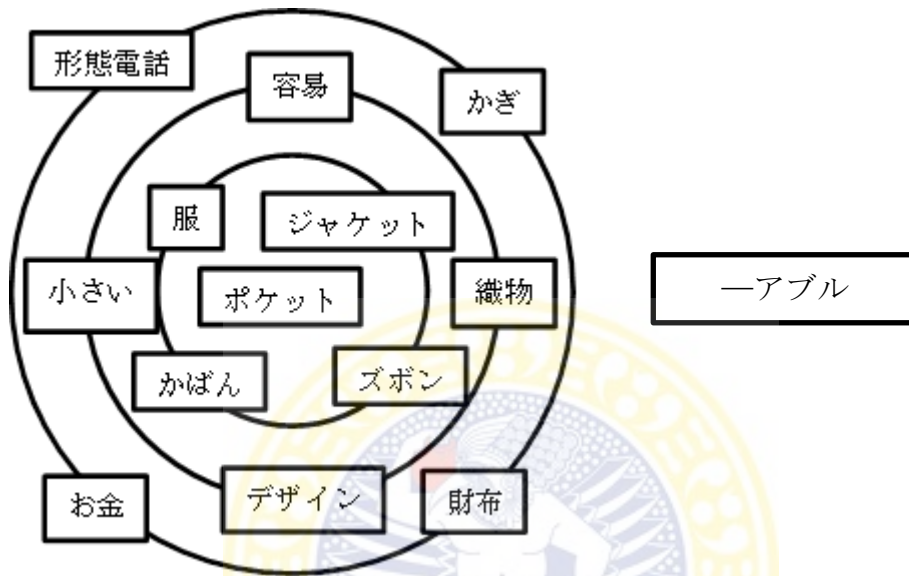 形態電話
容易
かぎ
服
ジャケット
小さい
ポケット
織物
―アブル
かばん
ズボン
お金
デザイン
財布